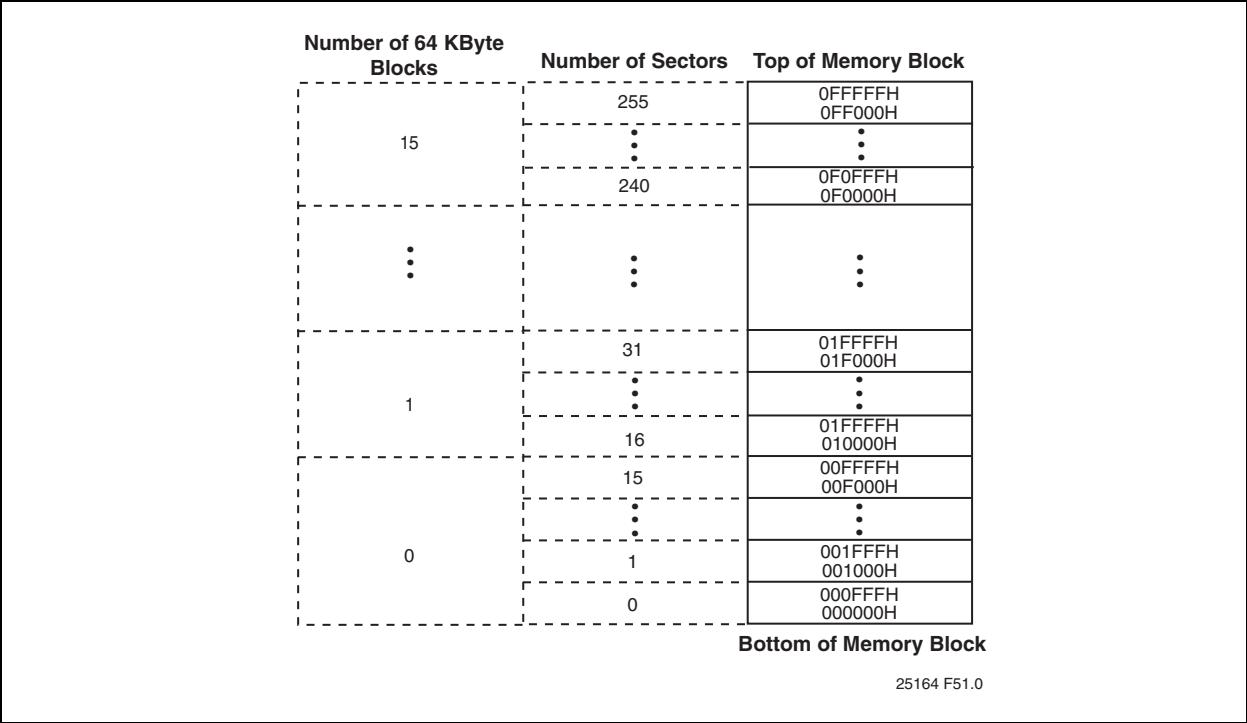 Number of 64 KByte
Blocks
Number of Sectors
Top of Memory Block
15
255
0FFFFFH
0FF000H
240
0F0FFFH
0F0000H
1
31
01FFFFH
01F000H
16
01FFFFH
010000H
0
15
00FFFFH
00F000H
1
001FFFH
001000H
0
000FFFH
000000H
Bottom of Memory Block
25164 F51.0